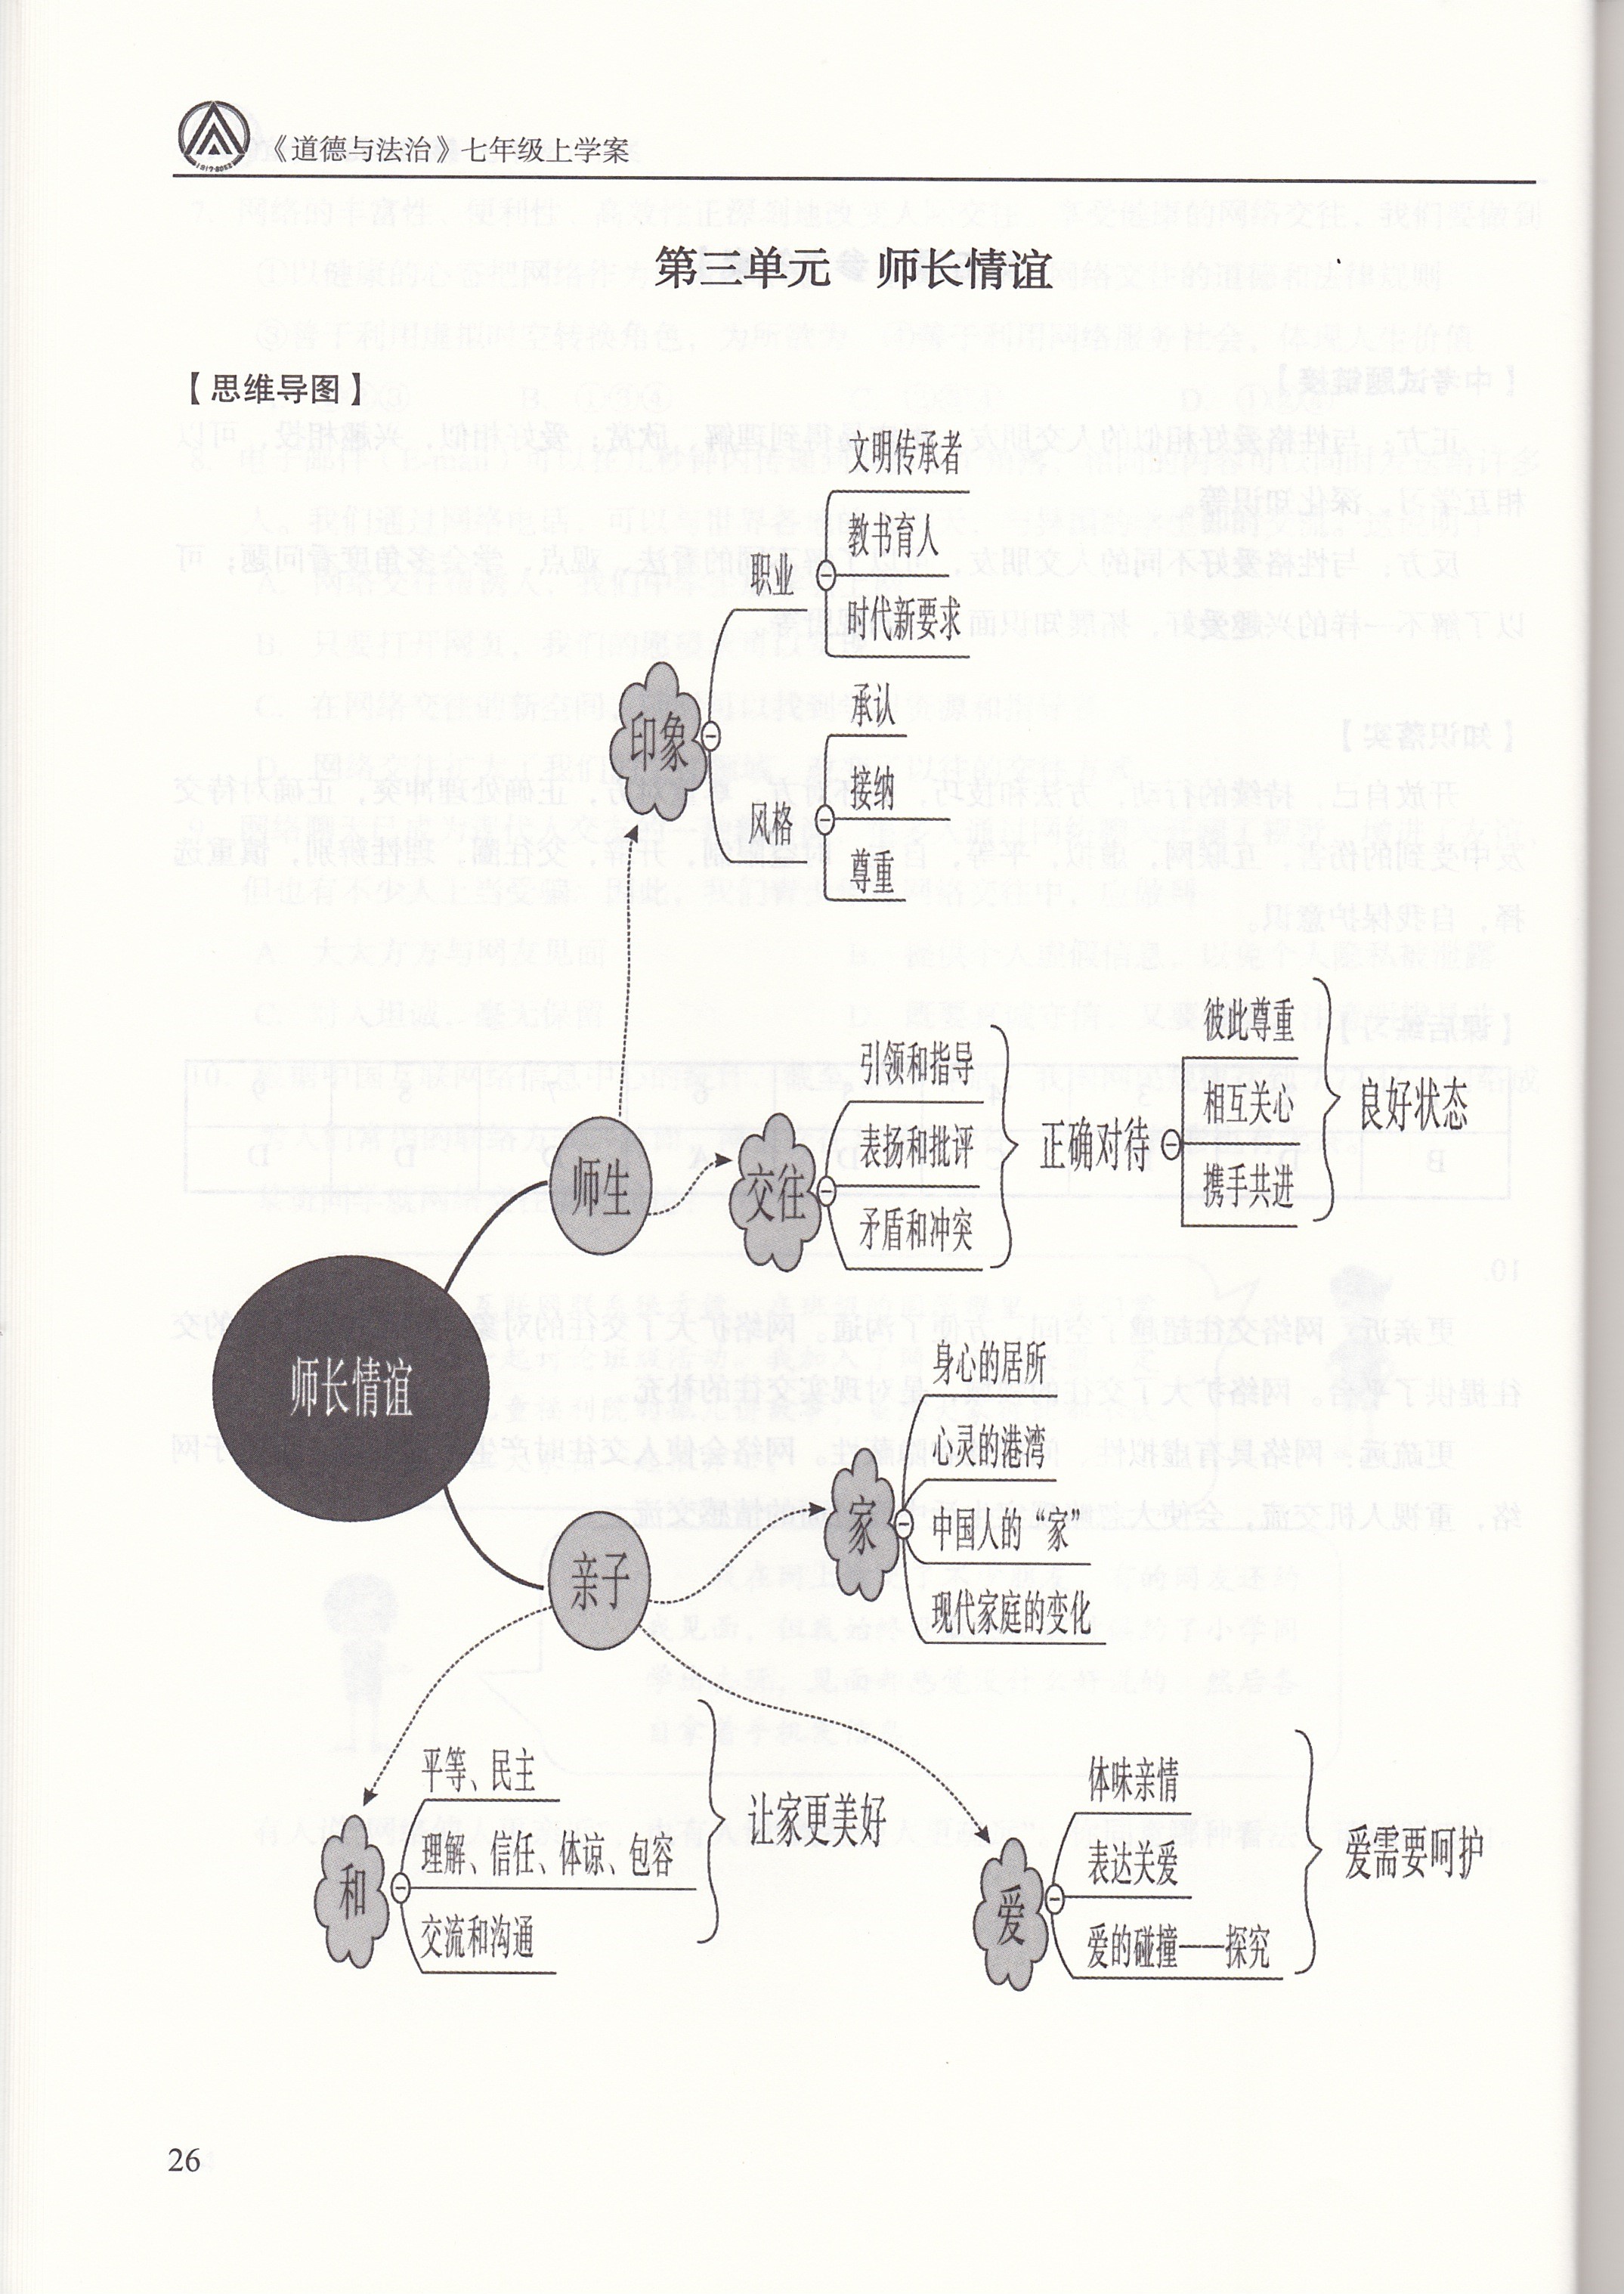 《道德与法治》七年级上学案
第三单元 师长情谊
【思维导图】
师长情谊
师生
印象
职业
文明传承者
教书育人
时代新要求
风格
承认
接纳
尊重
交往
引领和指导
表扬和批评
矛盾和冲突
正确对待
彼此尊重
相互关心
携手共进
良好状态
亲子
家
身心的居所
心灵的港湾
中国人的“家”
现代家庭的变化
和
平等、民主
理解、信任、体谅、包容
交流和沟通
让家更美好
爱
体味亲情
表达关爱
爱的碰撞——探究
爱需要呵护
26